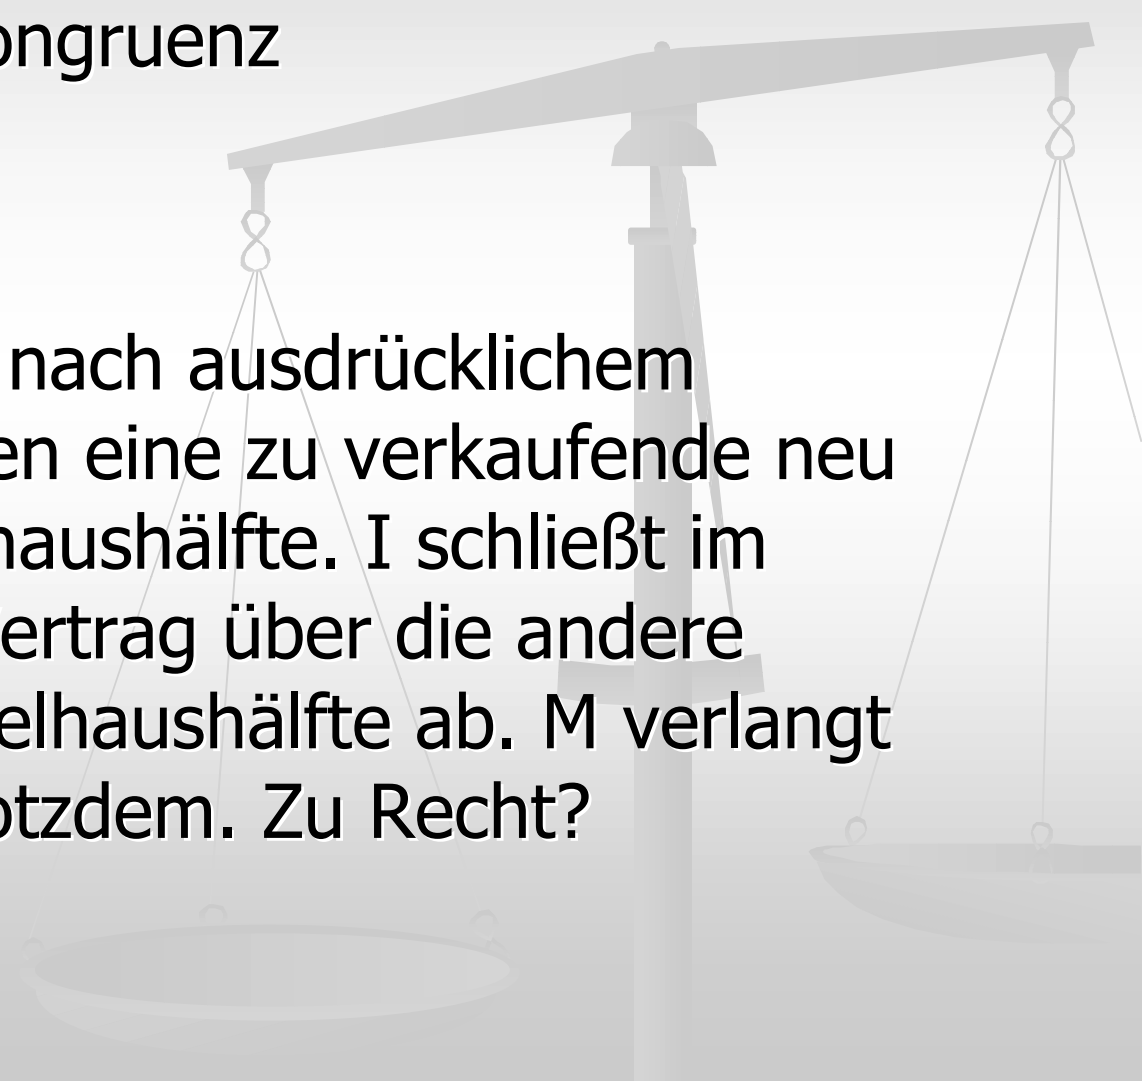 ongruenz
nach ausdrücklichem
en eine zu verkaufende neu
haushälfte. I schließt im
Vertrag über die andere
elhaushälfte ab. M verlangt
otzdem. Zu Recht?